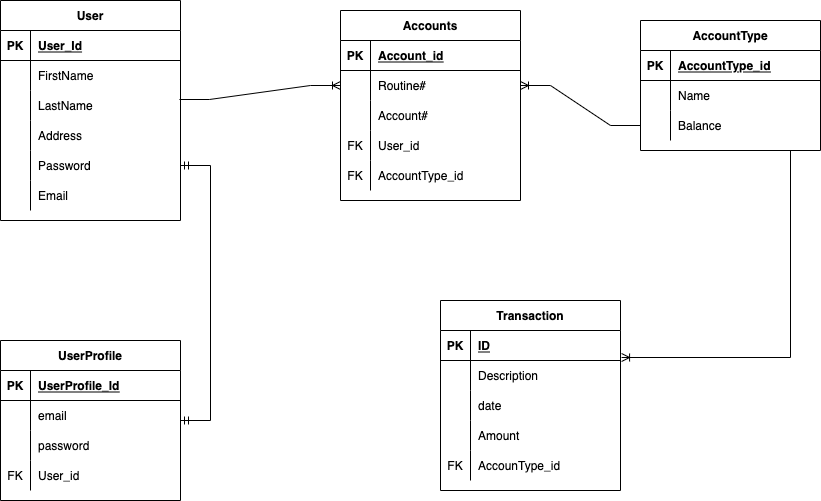 User
PK User_Id
FirstName
LastName
Address
Password
Email
Accounts
PK Account_id
Routine#
Account#
FK User_id
FK AccountType_id
AccountType
PK AccountType_id
Name
Balance
UserProfile
PK UserProfile_Id
email
password
FK User_id
Transaction
PK ID
Description
date
Amount
FK AccounType_id